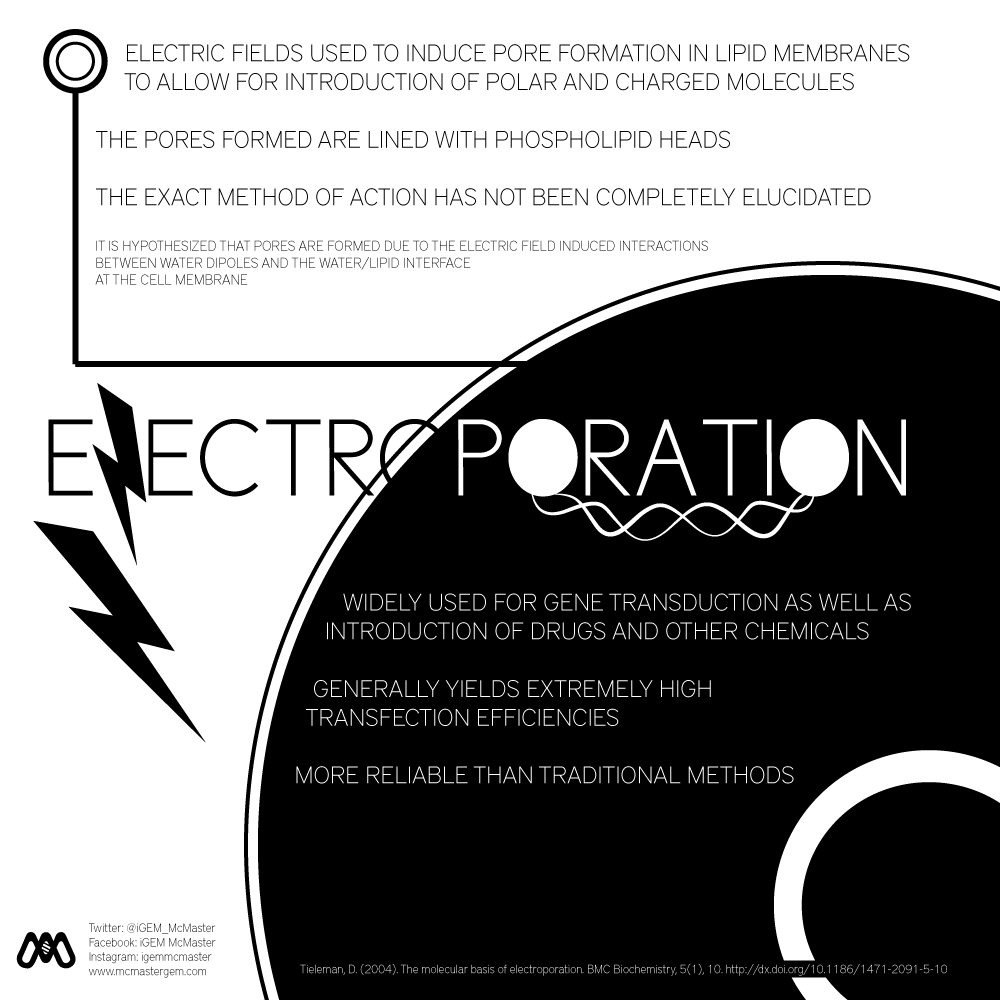 ELECTRIC FIELDS USED TO INDUCE PORE FORMATION IN LIPID MEMBRANES
TO ALLOW FOR INTRODUCTION OF POLAR AND CHARGED MOLECULES
THE PORES FORMED ARE LINED WITH PHOSPHOLIPID HEADS
THE EXACT METHOD OF ACTION HAS NOT BEEN COMPLETELY ELUCIDATED
IT IS HYPOTHESIZED THAT PORES ARE FORMED DUE TO THE ELECTRIC FIELD INDUCED INTERACTIONS
BETWEEN WATER DIPOLES AND THE WATER/LIPID INTERFACE
AT THE CELL MEMBRANE
ELECTROPORATION
WIDELY USED FOR GENE TRANSDUCTION AS WELL AS
INTRODUCTION OF DRUGS AND OTHER CHEMICALS
GENERALLY YIELDS EXTREMELY HIGH
TRANSFECTION EFFICIENCIES
MORE RELIABLE THAN TRADITIONAL METHODS
Twitter: @iGEM_McMaster
Facebook: iGEM McMaster
Instagram: igemmcmaster
www.mcmastergem.com
Tieleman, D. (2004). The molecular basis of electroporation. BMC Biochemistry, 5(1), 10. http://dx.doi.org/10.1186/1471-2091-5-10